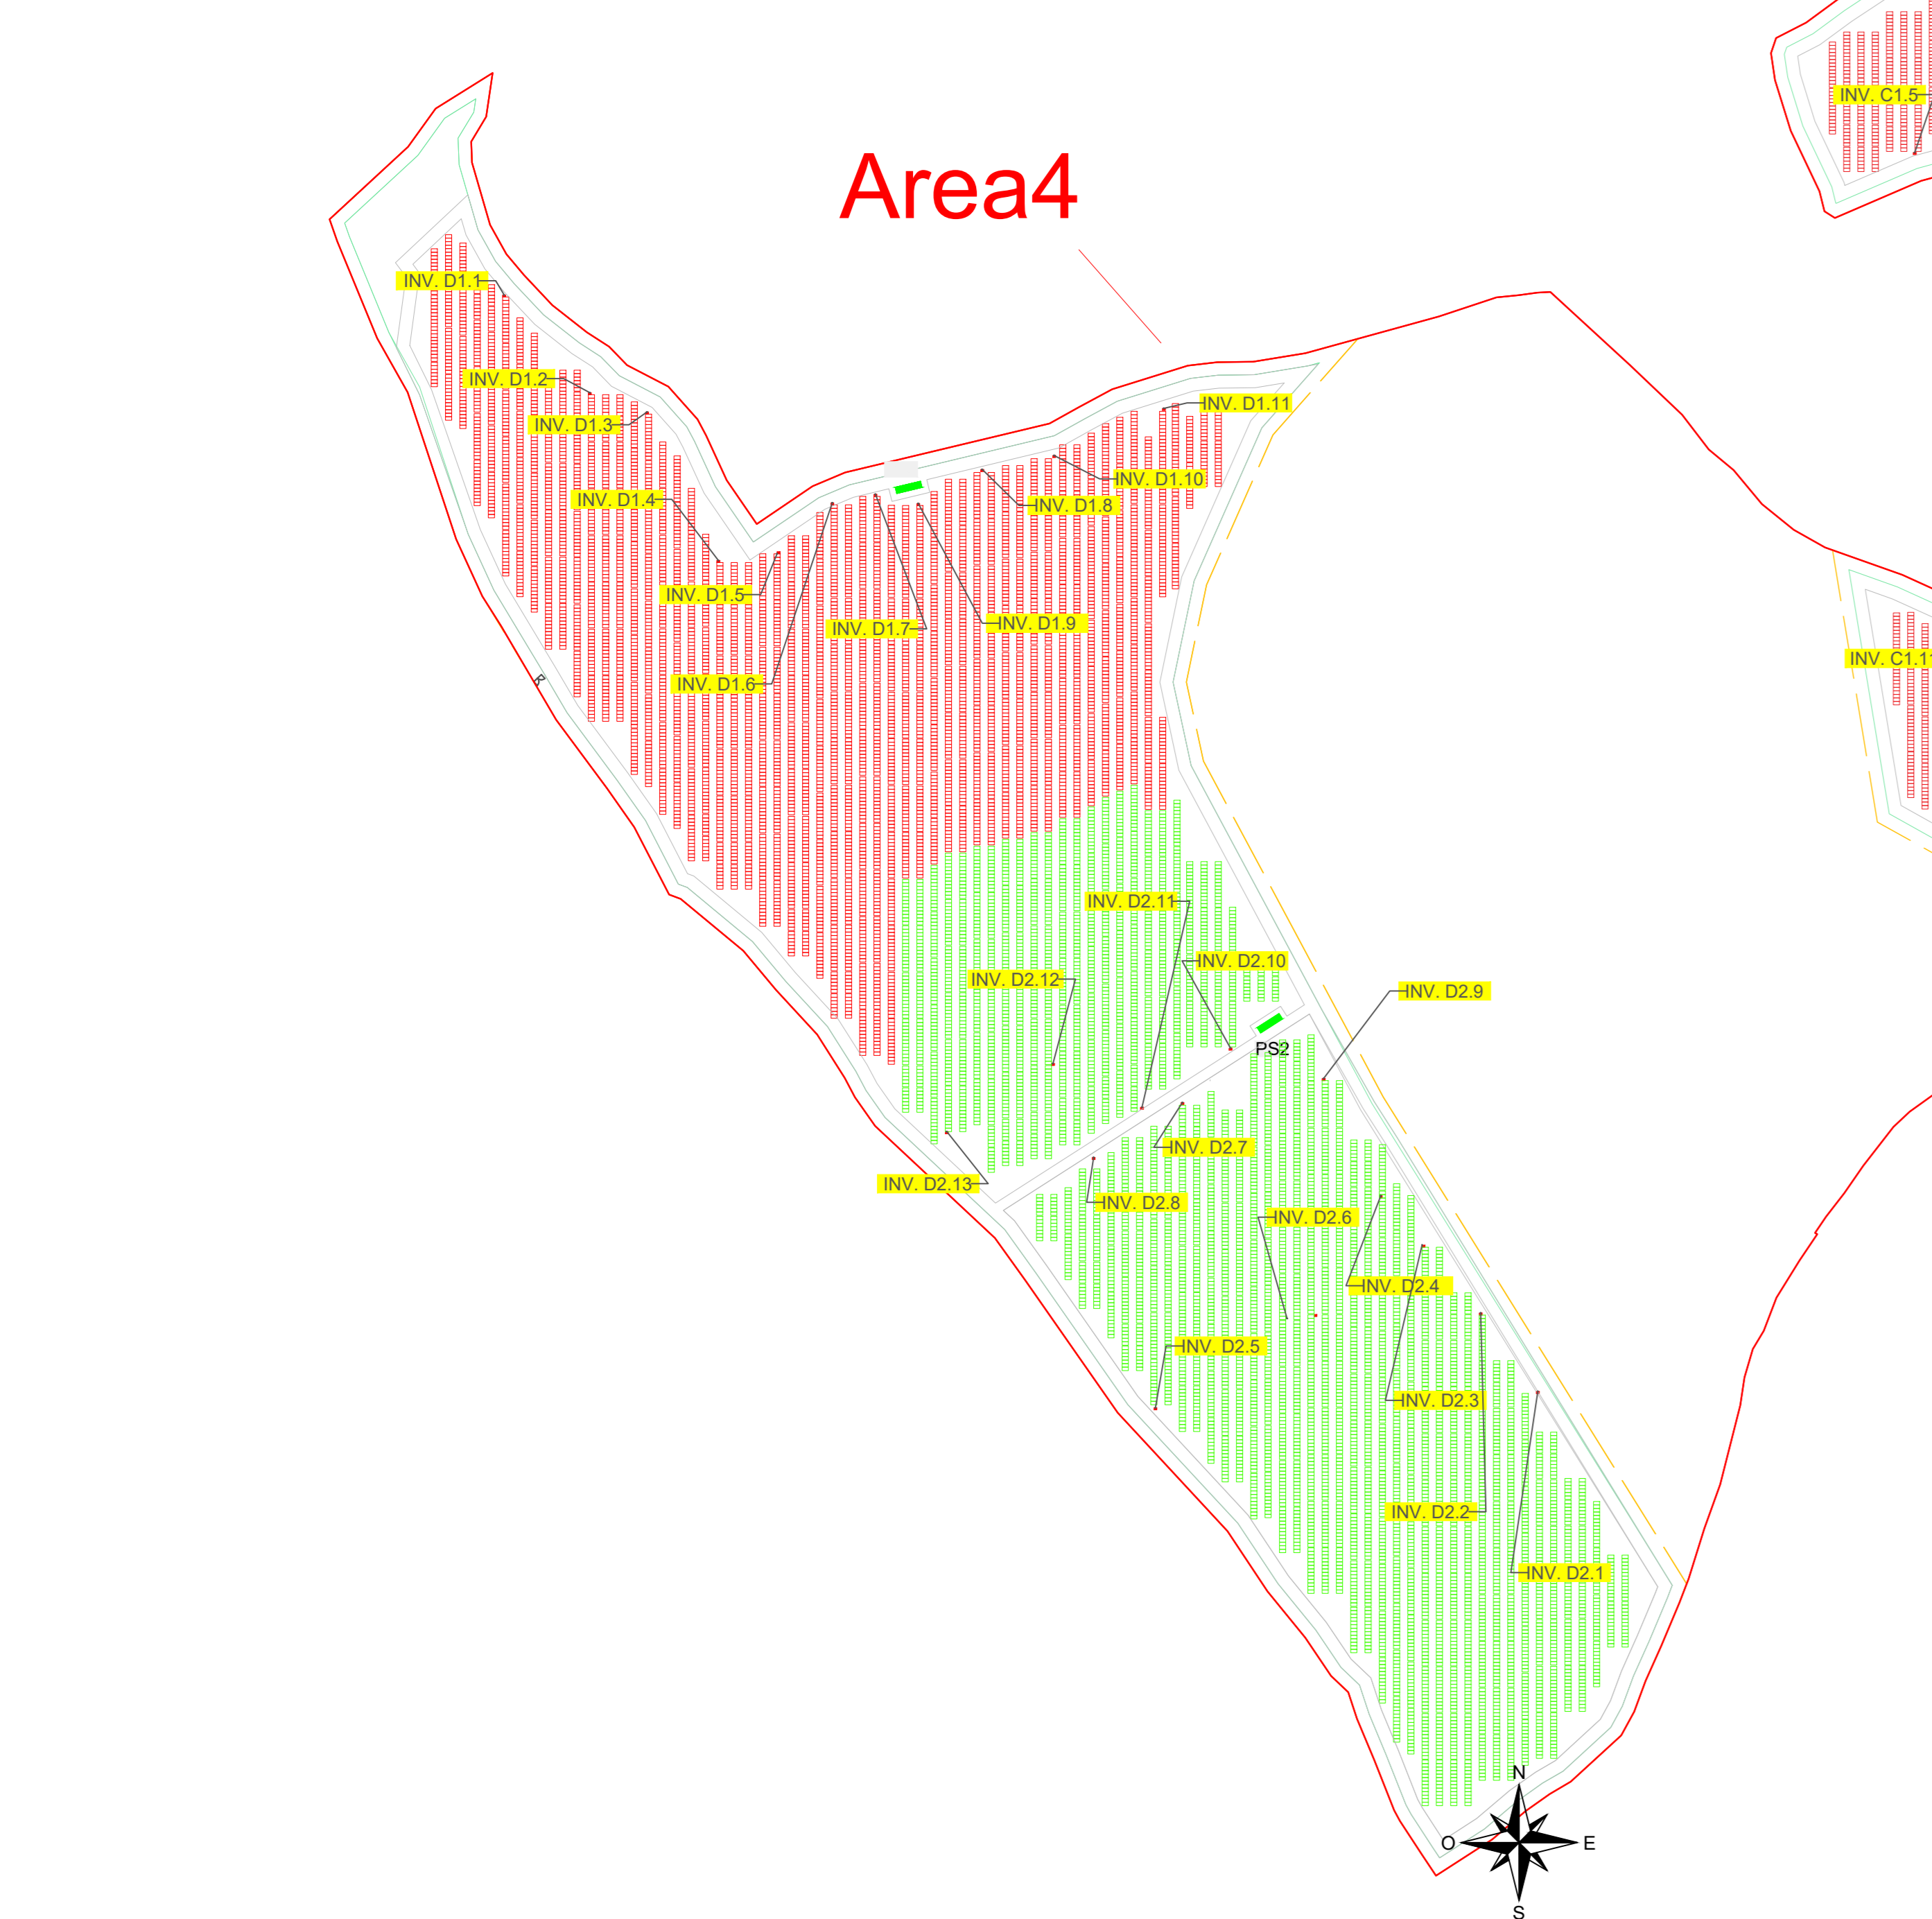 INV. C1.5
Area4
INV. D1.1
INV. D1.2
INV. D1.11
INV. D1.3
INV. D1.10
INV. D1.4
INV. D1.8
INV. D1.5
INV. D1.7
INV. D1.9
INV. C1.11
R
INV. D1.6
INV. D2.11
INV. D2.10
INV. D2.12
INV. D2.9
PS2
INV. D2.7
INV. D2.13
INV. D2.8
INV. D2.6
INV. D2.4
INV. D2.5
INV. D2.3
INV. D2.2
INV. D2.1
N
O
E
S